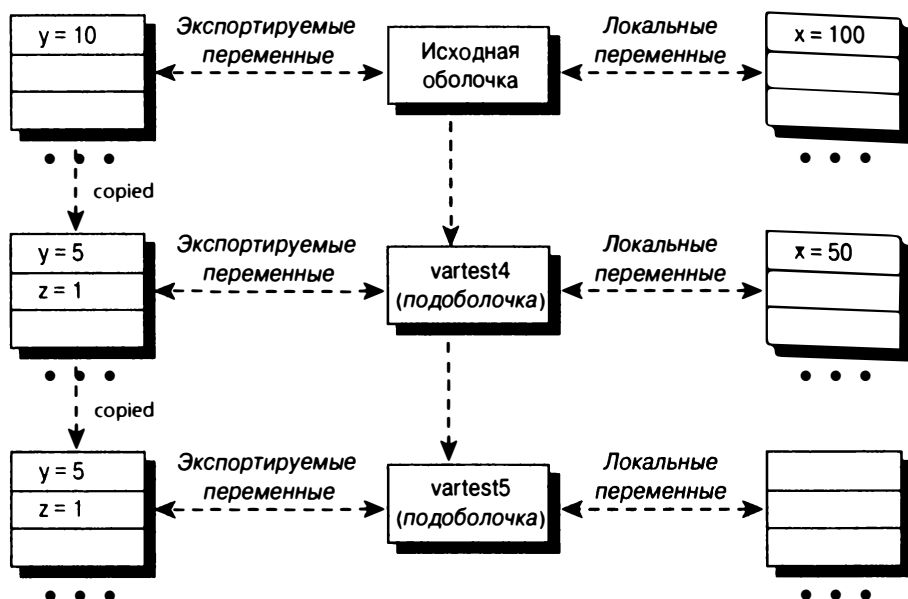 y = 10
Экспортируемые
переменные
Исходная
оболочка
Локальные
переменные
x = 100
copied
y = 5
z = 1
Экспортируемые
переменные
vartest4
(подоболочка)
Локальные
переменные
x = 50
copied
y = 5
z = 1
Экспортируемые
переменные
vartest5
(подоболочка)
Локальные
переменные